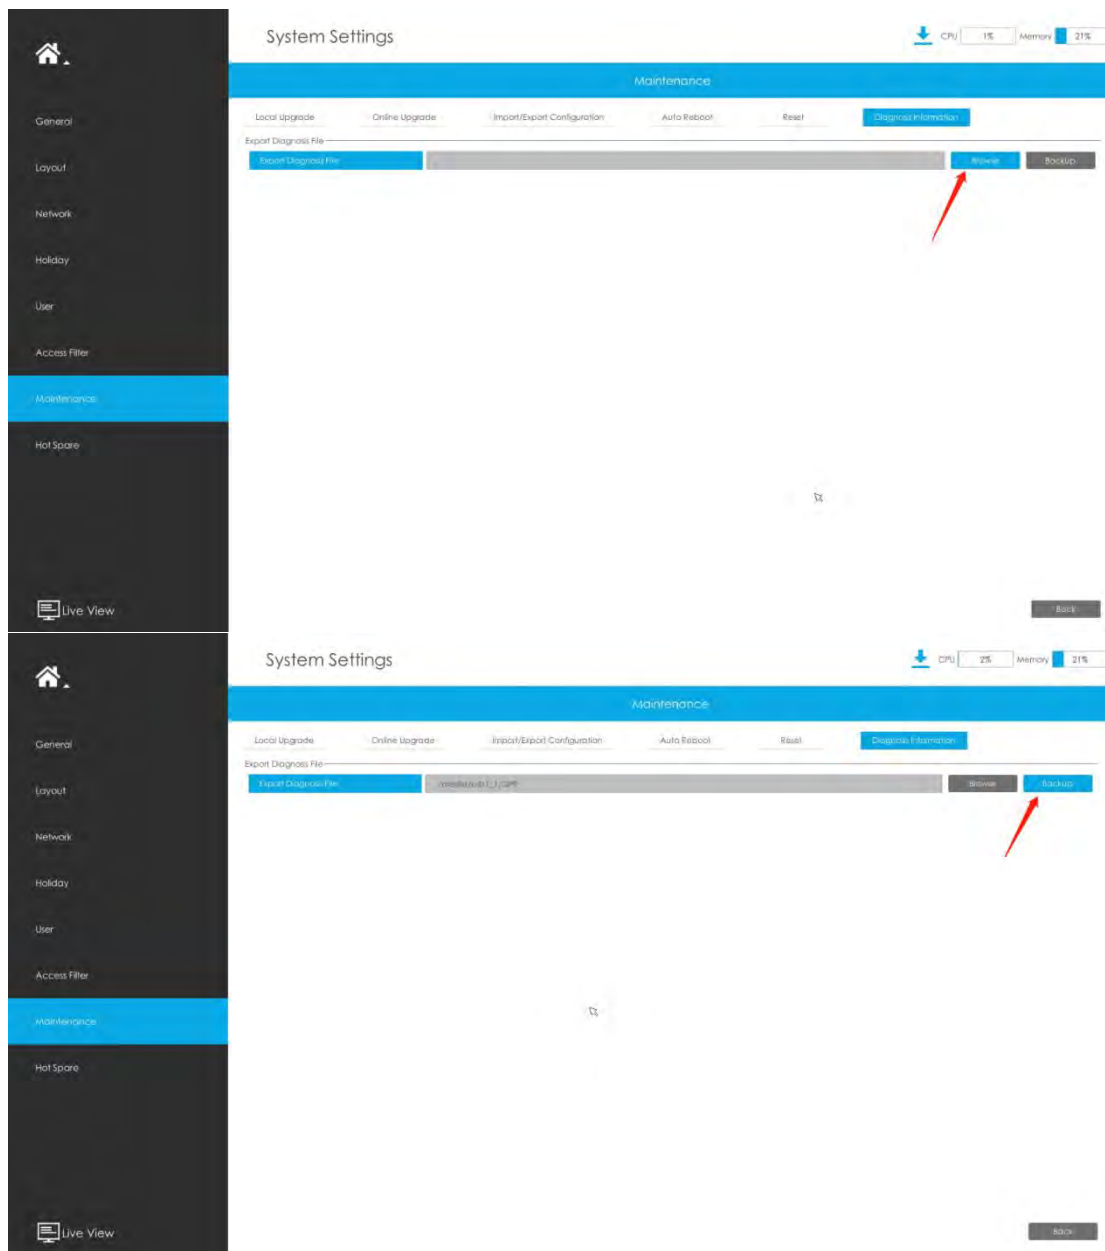 System Settings
CPU 1% Memory 21%
Maintenance
Local Upgrade Online Upgrade Import/Export Configuration Auto Reboot Reset Diagnosis Information
Export Diagnosis File
Export Diagnosis File Browse Backup
General
Layout
Network
Holiday
User
Access Filter
Maintenance
Hot Spare
Live View
Back
System Settings
CPU 2% Memory 21%
Maintenance
Local Upgrade Online Upgrade Import/Export Configuration Auto Reboot Reset Diagnosis Information
Export Diagnosis File
Export Diagnosis File Browse Backup
General
Layout
Network
Holiday
User
Access Filter
Maintenance
Hot Spare
Live View
Back